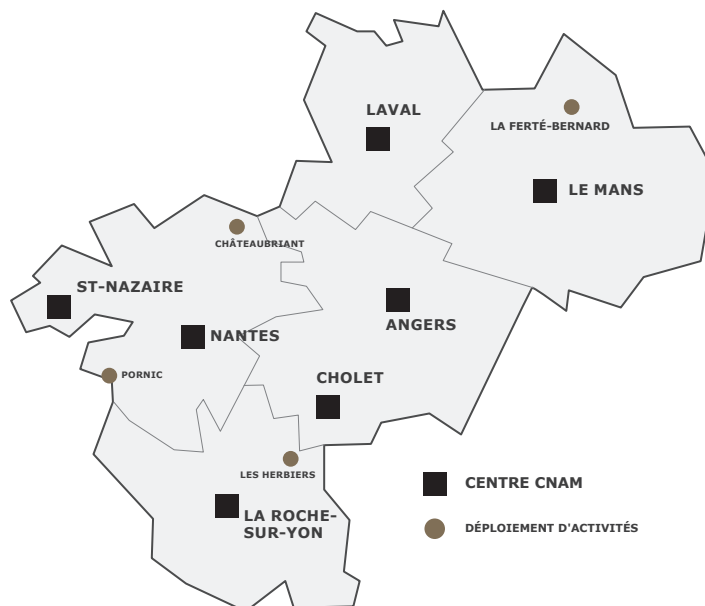 LAVAL
LA FERTÉ-BERNARD
LE MANS
CHÂTEAUBRIANT
ST-NAZAIRE
ANGERS
NANTES
PORNIC
CHOLET
LES HERBIERS
LA ROCHE-
SUR-YON
CENTRE CNAM
DÉPLOIEMENT D'ACTIVITÉS